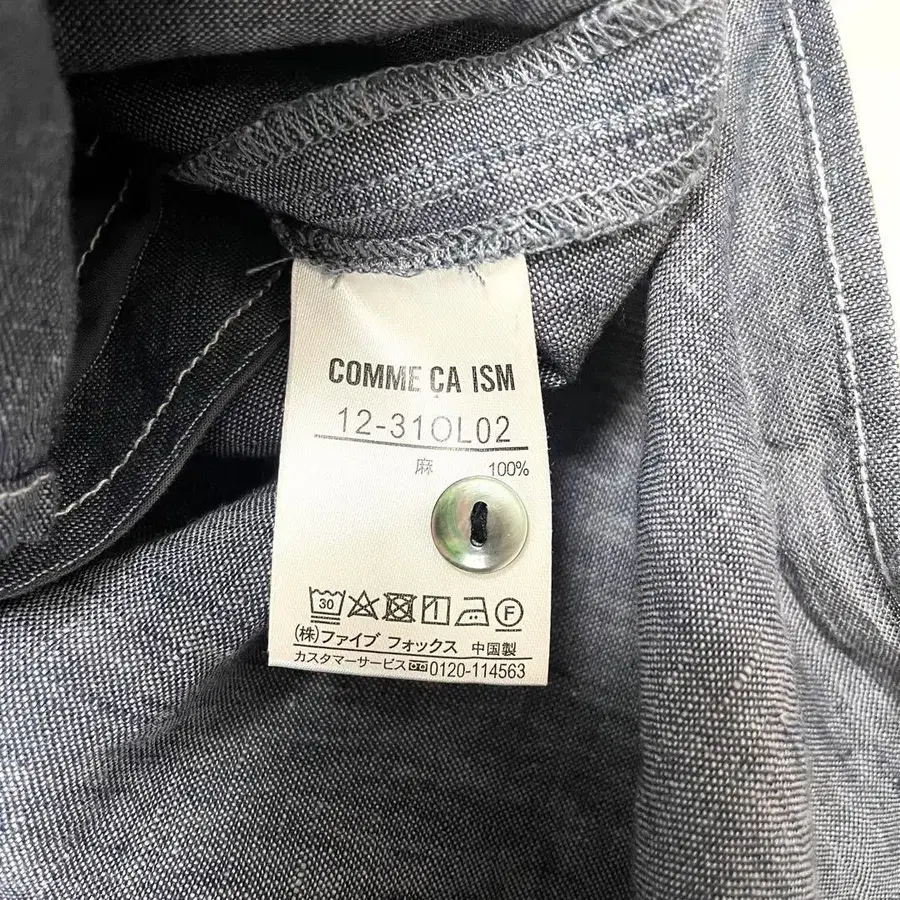 COMME ÇA ISM
12-31OL02
麻 100%
30 F
(株)ファイブ フォックス 中国製
カスタマーサービス 0120-114563